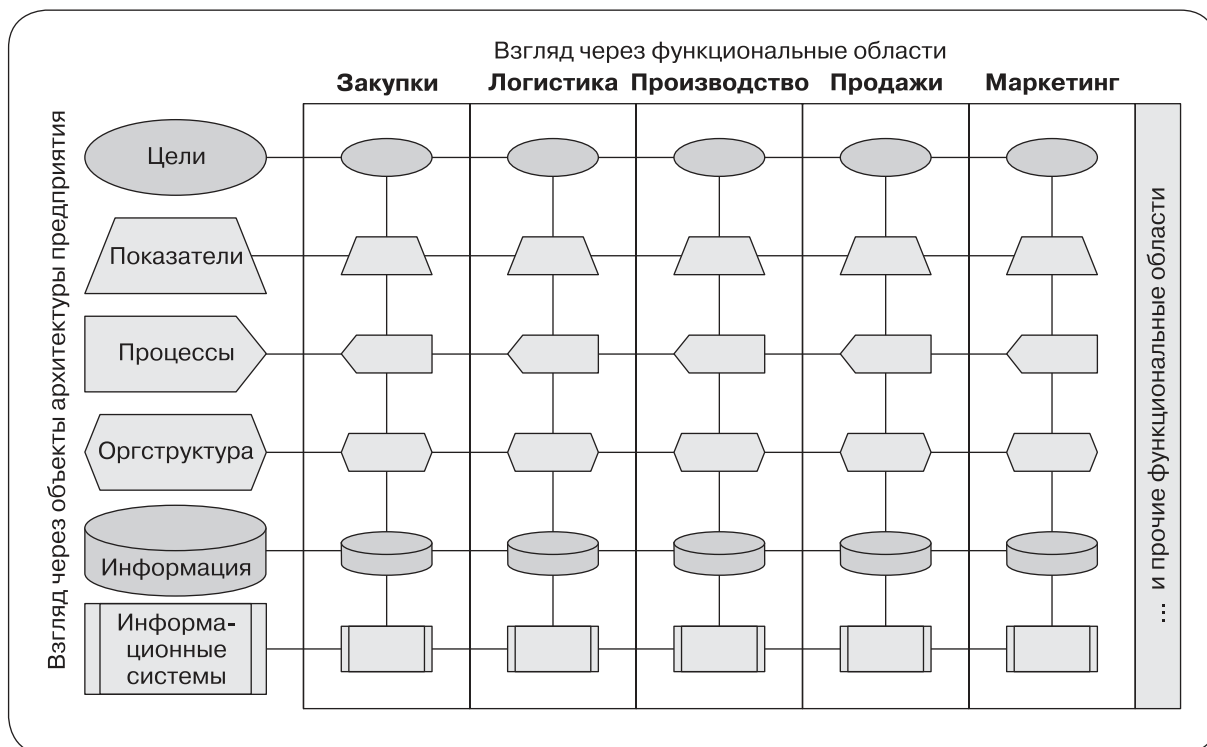 Взгляд через функциональные области
Закупки
Логистика
Производство
Продажи
Маркетинг
Взгляд через объекты архитектуры предприятия
Цели
Показатели
Процессы
Оргструктура
Информация
Информа-
ционные
системы
... и прочие функциональные области